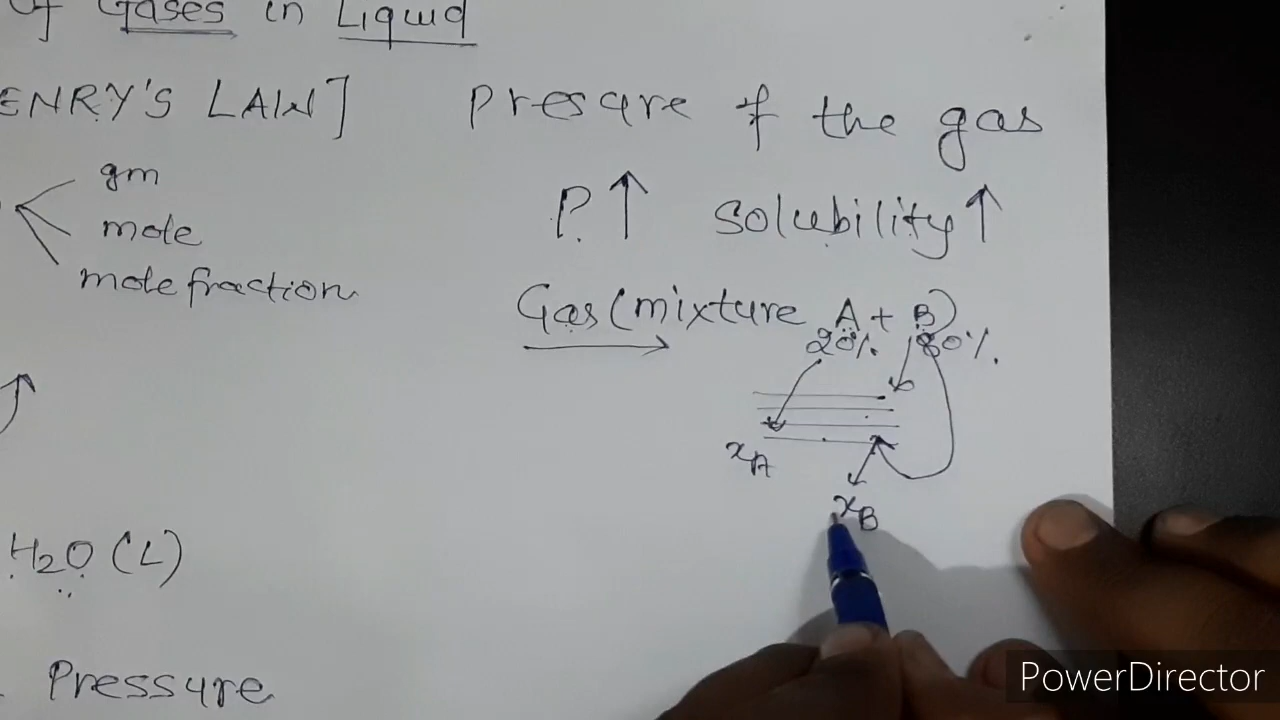 of Gases in Liquid
ENRY'S LAW]
gm
mole
mole fraction
H2O (L)
Pressure
Presure of the gas
P↑ Solubility↑
Gas (mixture A + B)
20% 80%
xA
xB
PowerDirector